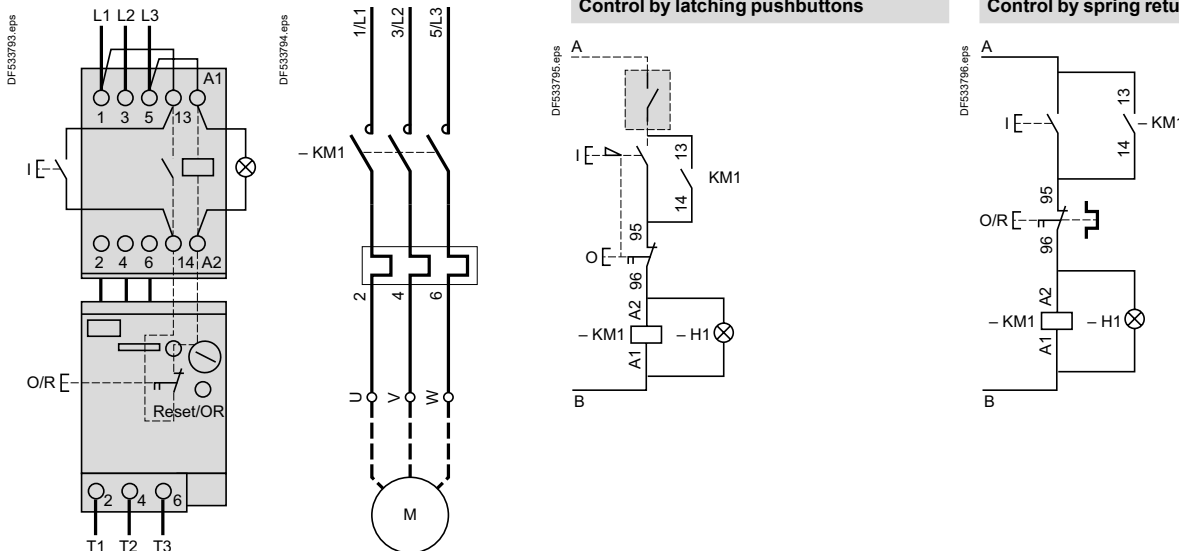 DF533793.eps
L1 L2 L3
A1
1 3 5 13
I
2 4 6 14 A2
O/R
Reset/OR
2 4 6
T1 T2 T3
DF533794.eps
1/L1 3/L2 5/L3
– KM1
2 4 6
U V W
M
Control by latching pushbuttons
DF533795.eps
A
I
13
KM1
14
95
O
96
A2
– KM1 – H1
A1
B
Control by spring retu
DF533796.eps
A
13
I – KM1
14
95
O/R
96
A2
– KM1 – H1
A1
B